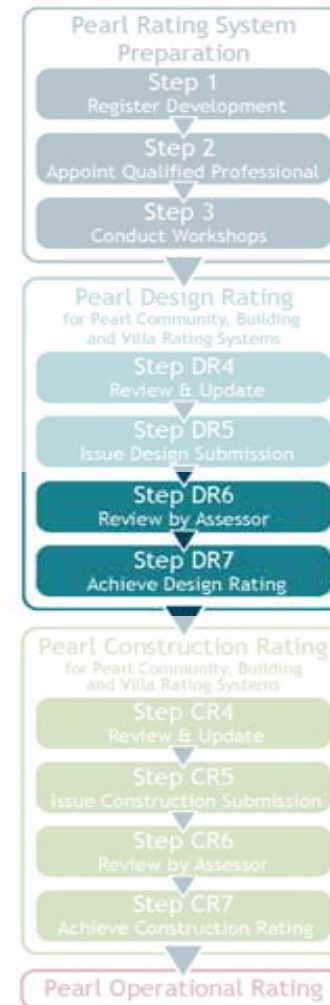 Pearl Rating System
Preparation
Step 1
Register Development
Step 2
Appoint Qualified Professional
Step 3
Conduct Workshops
Pearl Design Rating
for Pearl Community, Building
and Villa Rating Systems
Step DR4
Review & Update
Step DR5
Issue Design Submission
Step DR6
Review by Assessor
Step DR7
Achieve Design Rating
Pearl Construction Rating
for Pearl Community, Building
and Villa Rating Systems
Step CR4
Review & Update
Step CR5
Issue Construction Submission
Step CR6
Review by Assessor
Step CR7
Achieve Construction Rating
Pearl Operational Rating